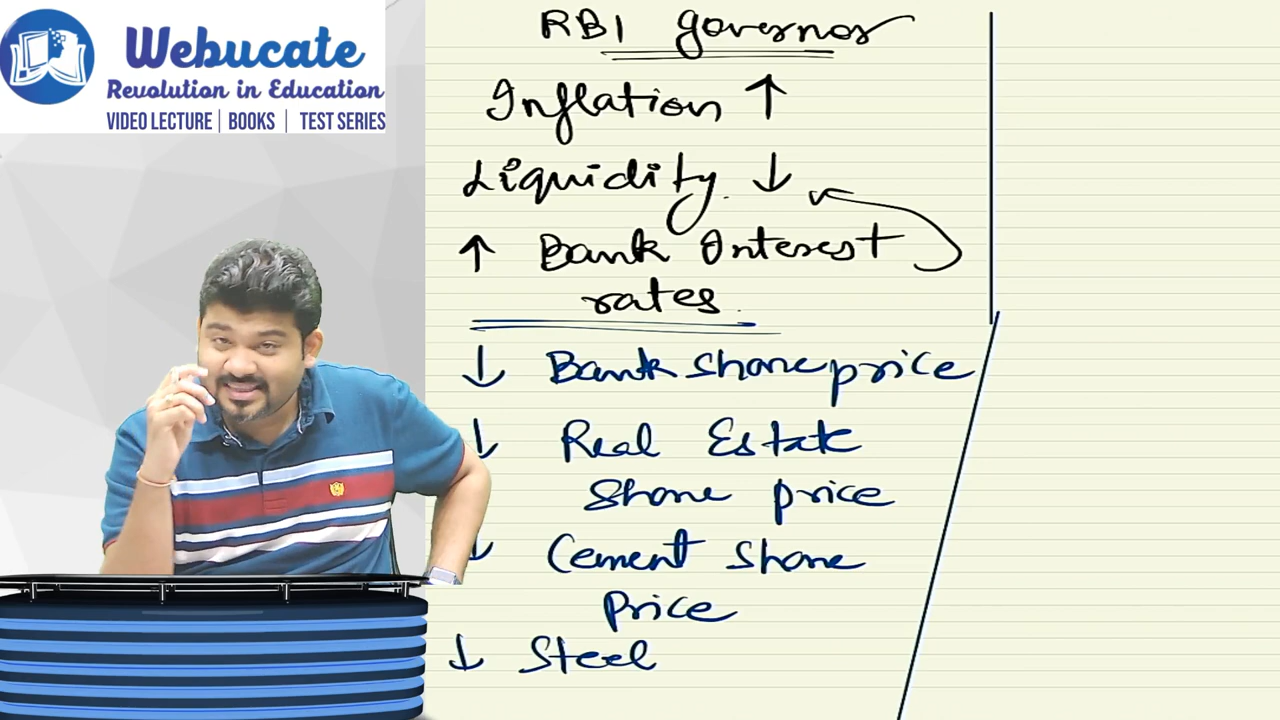 Webucate
Revolution in Education
VIDEO LECTURE | BOOKS | TEST SERIES
RBI governor
Inflation ↑
Liquidity ↓
↑ Bank Interest
rates
↓ Bank Share price
↓ Real Estate
Share price
↓ Cement Share
Price
↓ Steel